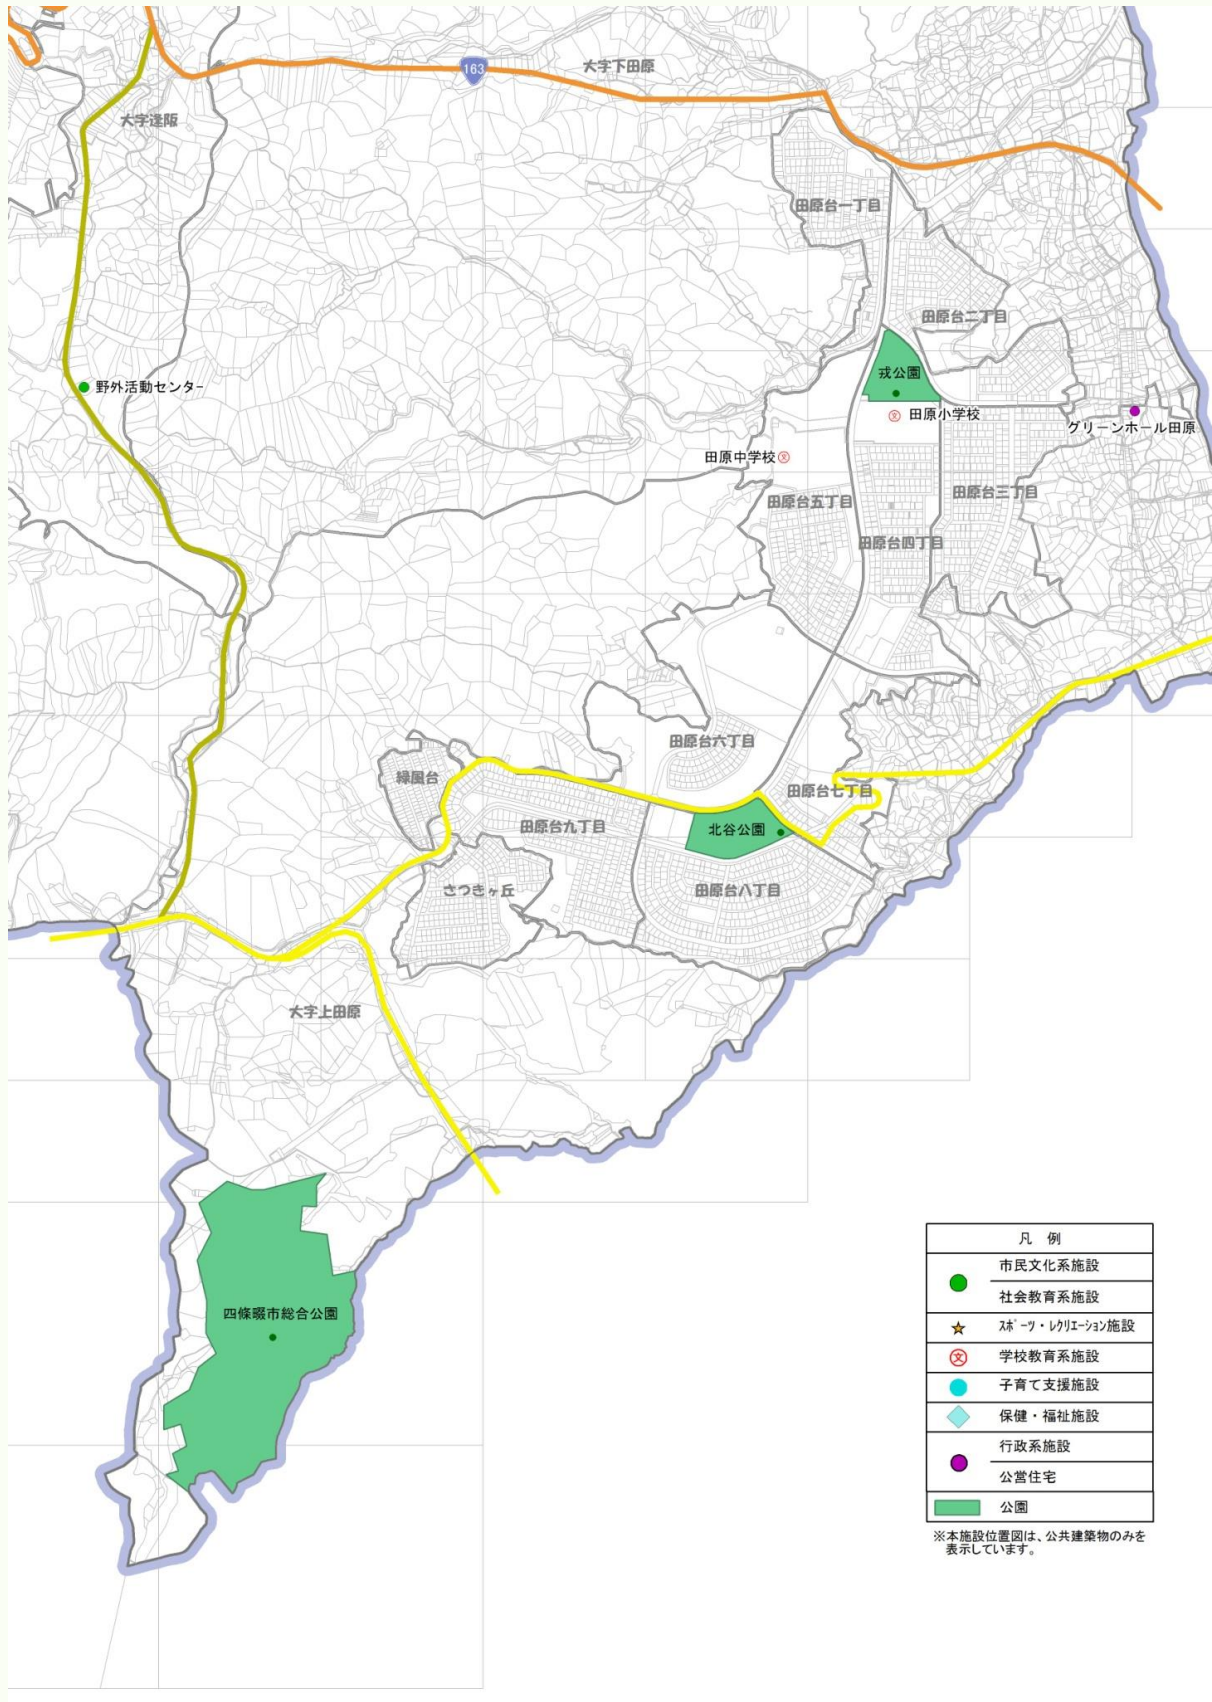 163
大字下田原
大字逢阪
田原台一丁目
田原台二丁目
戎公園
野外活動センター
田原小学校
グリーンホール田原
田原中学校
田原台五丁目
田原台三丁目
田原台四丁目
田原台六丁目
緑風台
田原台七丁目
田原台九丁目
北谷公園
さつきヶ丘
田原台八丁目
大字上田原
四條畷市総合公園
凡 例
市民文化系施設
社会教育系施設
ｽﾎﾟｰﾂ・ﾚｸﾘｴｰｼｮﾝ施設
文 学校教育系施設
子育て支援施設
保健・福祉施設
行政系施設
公営住宅
公園
※本施設位置図は、公共建築物のみを
表示しています。